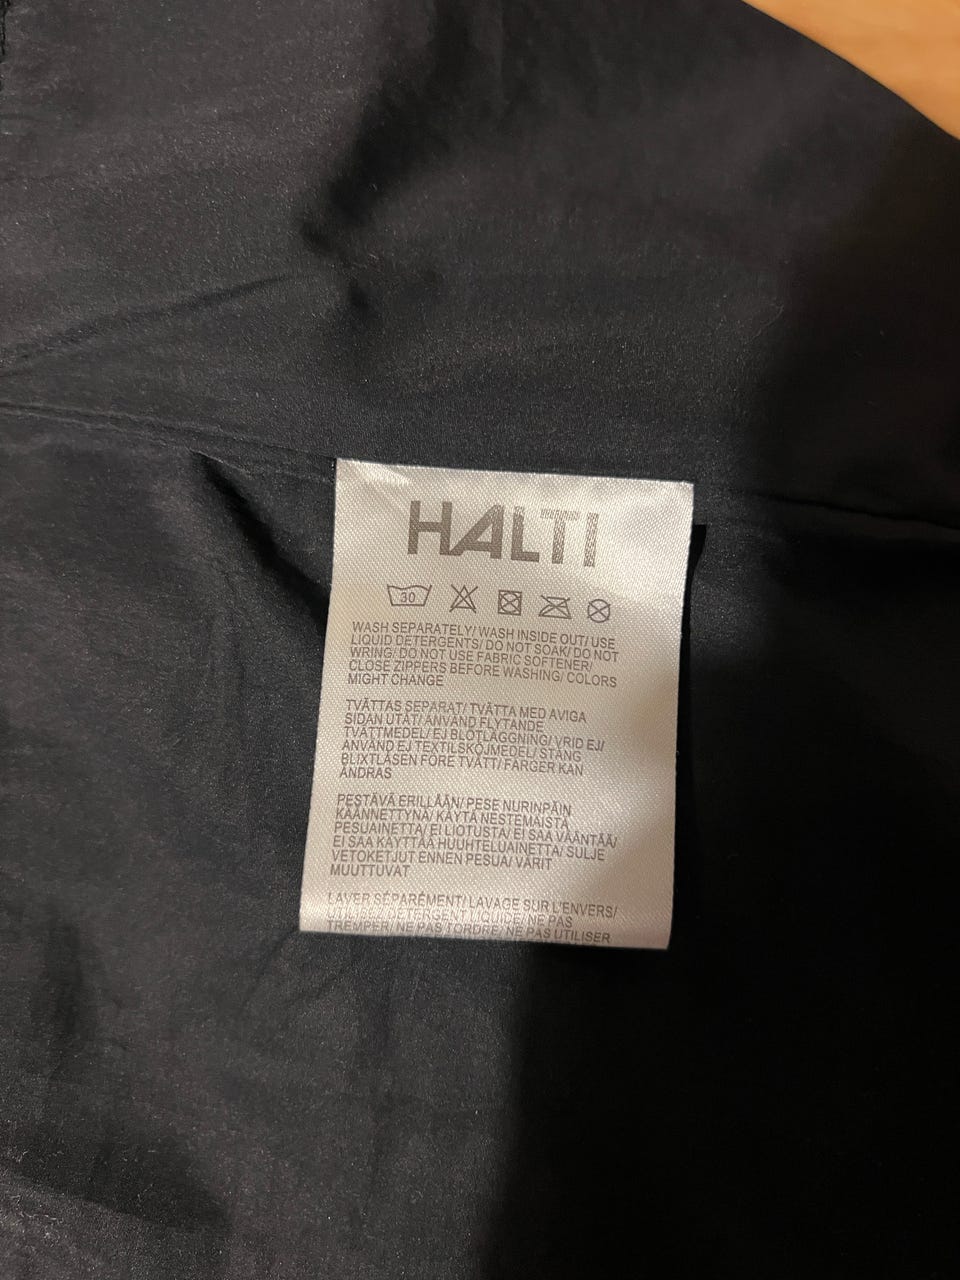 HALTI
30
WASH SEPARATELY/ WASH INSIDE OUT/ USE
LIQUID DETERGENTS/ DO NOT SOAK/ DO NOT
WRING/ DO NOT USE FABRIC SOFTENER/
CLOSE ZIPPERS BEFORE WASHING/ COLORS
MIGHT CHANGE
TVÄTTAS SEPARAT/ TVÄTTA MED AVIGA
SIDAN UTÅT/ ANVÄND FLYTANDE
TVÄTTMEDEL/ EJ BLÖTLÄGGNING/ VRID EJ/
ANVÄND EJ TEXTILSKÖJMEDEL/ STÄNG
BLIXTLÅSEN FÖRE TVÄTT/ FÄRGER KAN
ÄNDRAS
PESTÄVÄ ERILLÄÄN/ PESE NURINPÄIN
KÄÄNNETTYNÄ/ KÄYTÄ NESTEMÄISTÄ
PESUAINETTA/ EI LIOTUSTA/ EI SAA VÄÄNTÄÄ/
EI SAA KÄYTTÄÄ HUUHTELUAINETTA/ SULJE
VETOKETJUT ENNEN PESUA/ VÄRIT
MUUTTUVAT
LAVER SÉPARÉMENT/ LAVAGE SUR L'ENVERS/
UTILISEZ DÉTERGENT LIQUIDE/ NE PAS
TREMPER/ NE PAS TORDRE/ NE PAS UTILISER